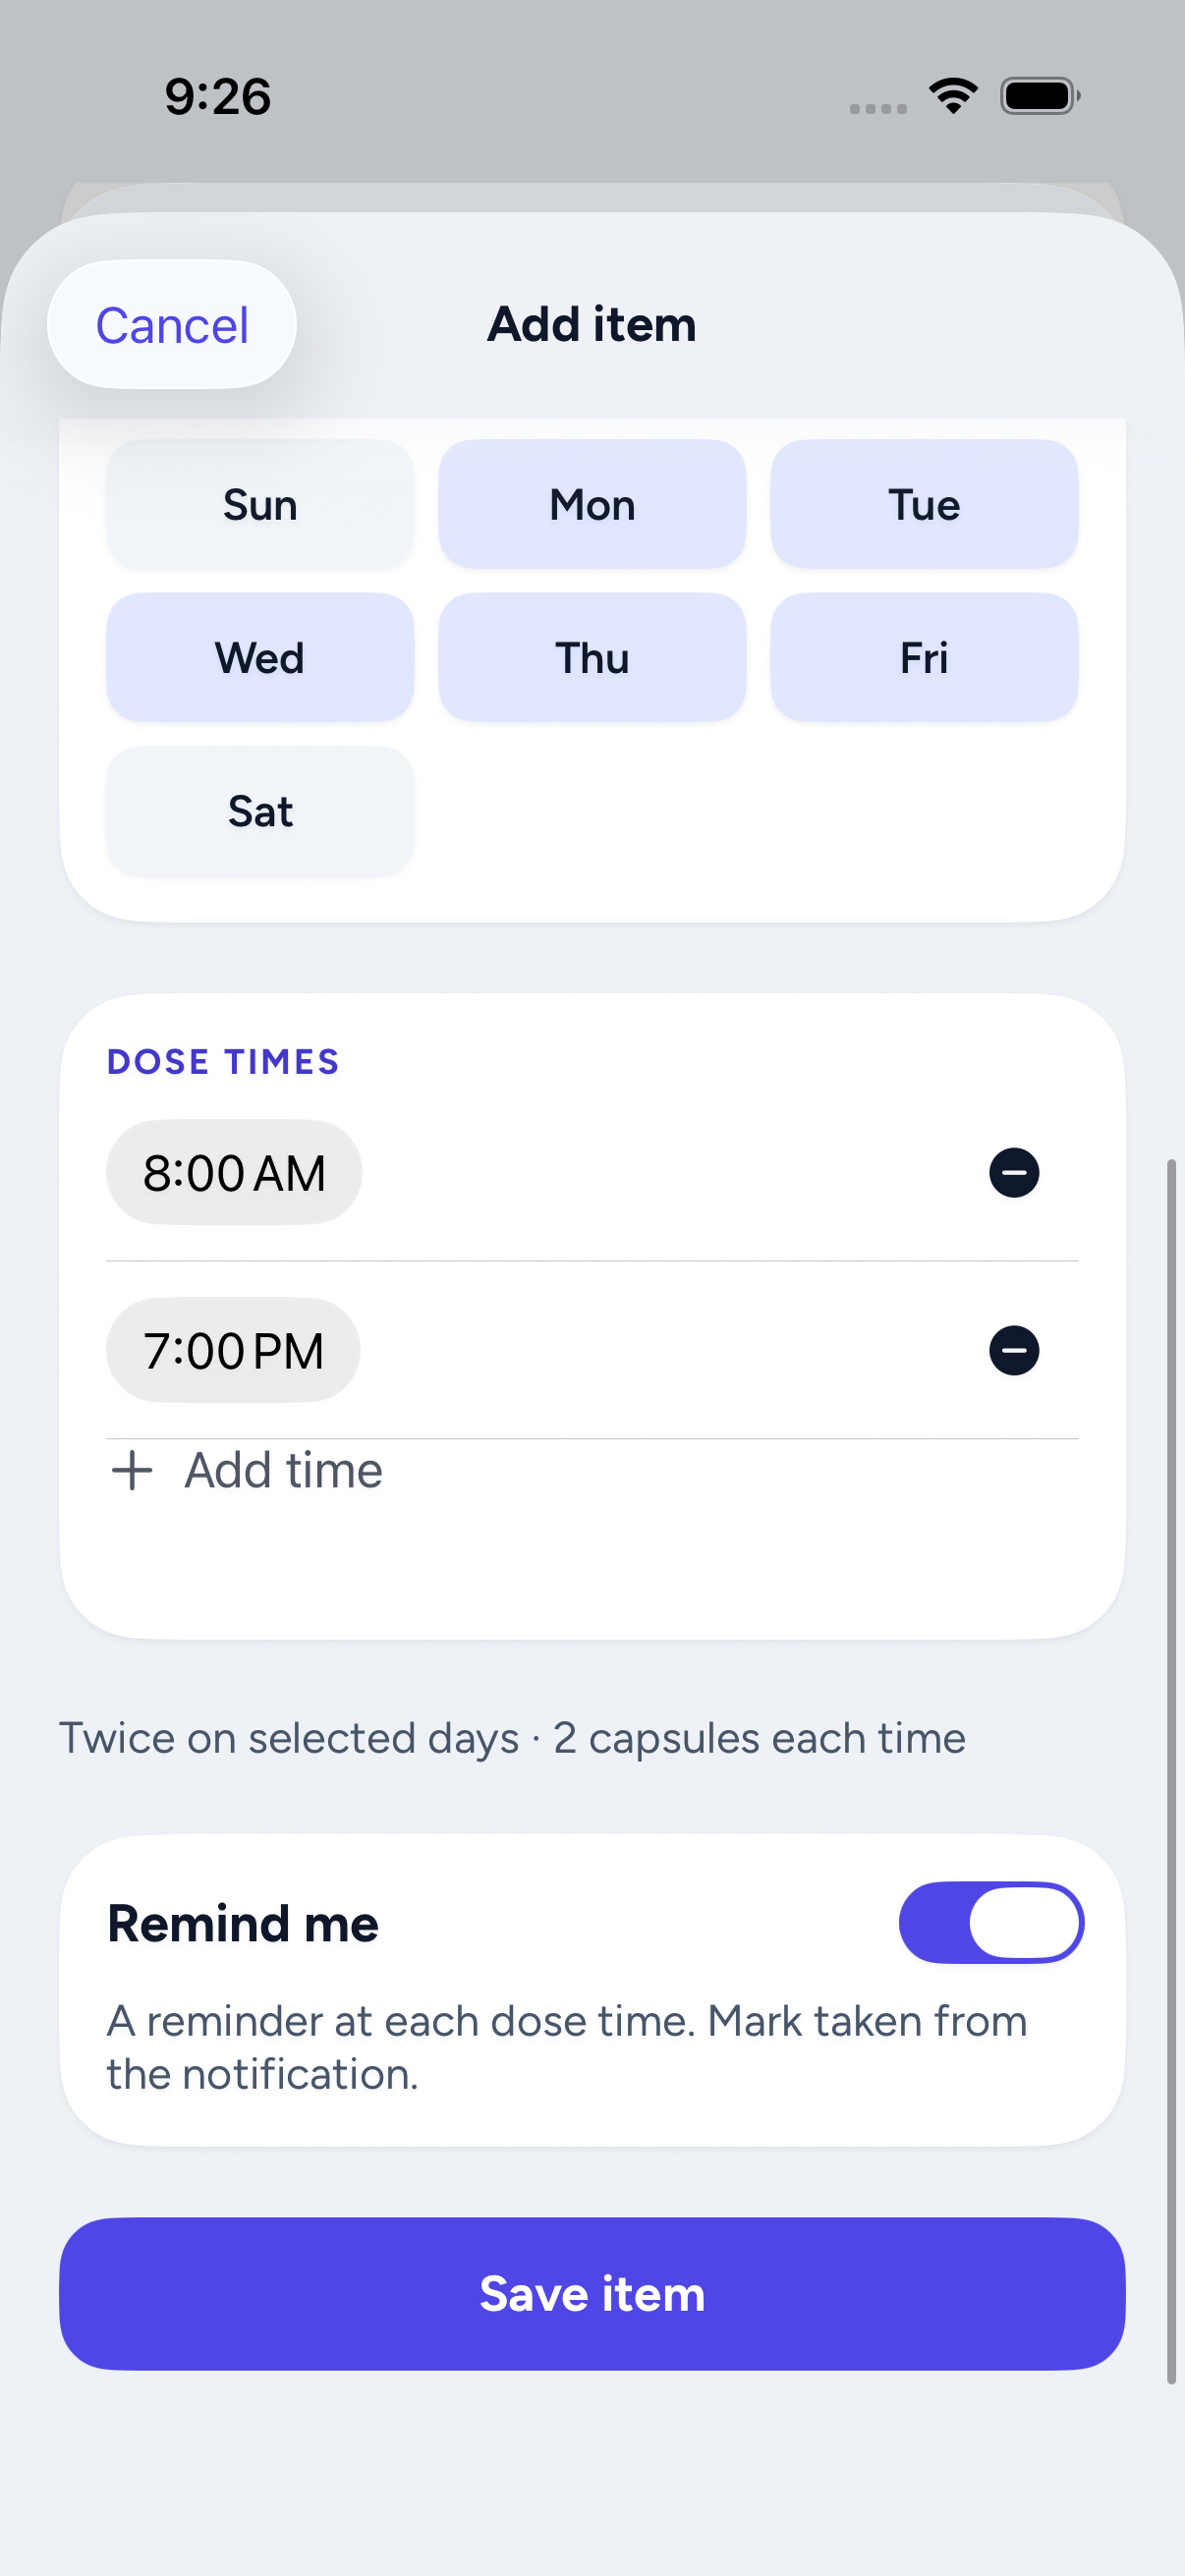 9:26
Cancel
Add item
Sun Mon Tue
Wed Thu Fri
Sat
DOSE TIMES
8:00 AM
7:00 PM
Add time
Twice on selected days · 2 capsules each time
Remind me
A reminder at each dose time. Mark taken from
the notification.
Save item